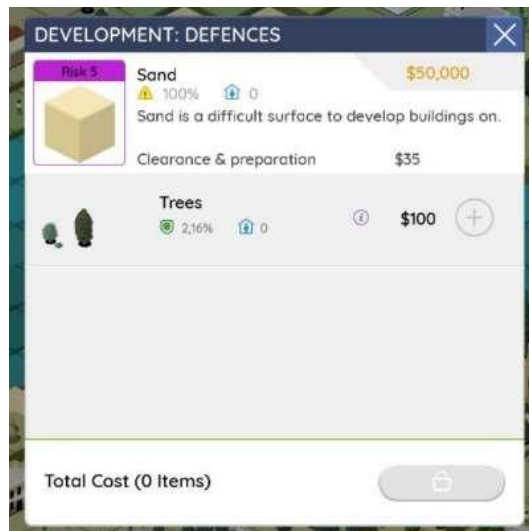 DEVELOPMENT: DEFENCES
Risk 5
Sand
$50,000
100% 0
Sand is a difficult surface to develop buildings on.
Clearance & preparation $35
Trees
2,16% 0
$100
Total Cost (0 Items)